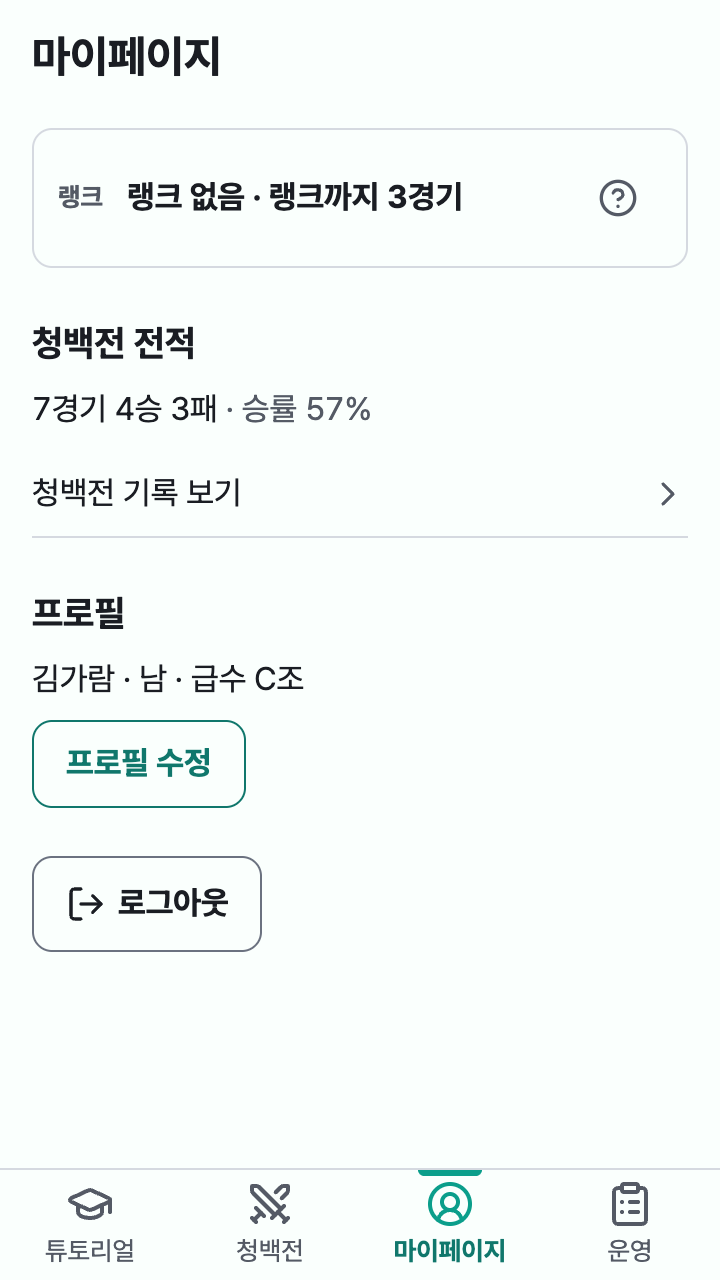 마이페이지
랭크 랭크 없음 · 랭크까지 3경기
청백전 전적
7경기 4승 3패 · 승률 57%
청백전 기록 보기
프로필
김가람 · 남 · 급수 C조
프로필 수정
로그아웃
튜토리얼 청백전 마이페이지 운영